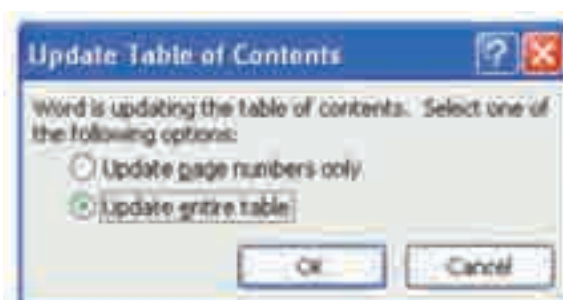 Update Table of Contents
Word is updating the table of contents. Select one of
the following options:
Update page numbers only
Update entire table
OK
Cancel